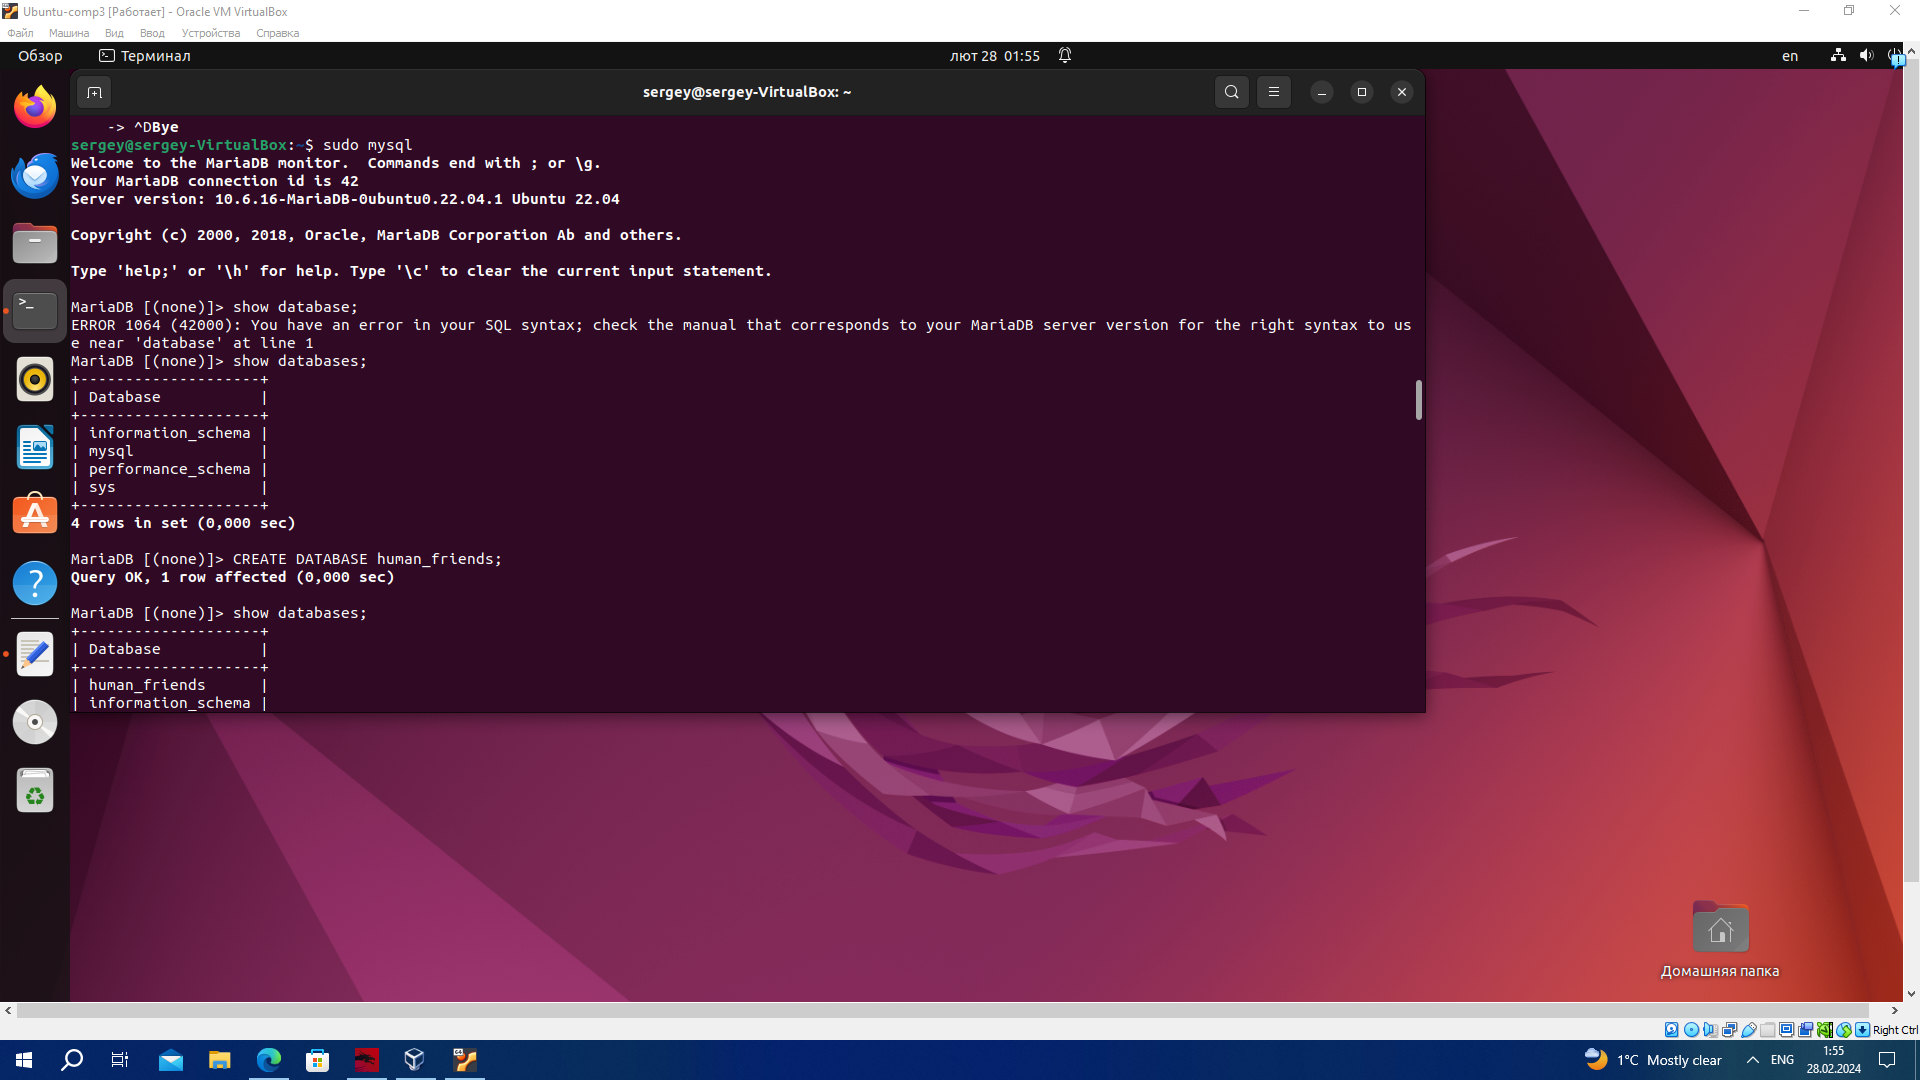 Ubuntu-comp3 [Работает] - Oracle VM VirtualBox
Файл Машина Вид Ввод Устройства Справка
Обзор Терминал лют 28 01:55 en
sergey@sergey-VirtualBox: ~
-> ^DBye
sergey@sergey-VirtualBox:~$ sudo mysql
Welcome to the MariaDB monitor.  Commands end with ; or \g.
Your MariaDB connection id is 42
Server version: 10.6.16-MariaDB-0ubuntu0.22.04.1 Ubuntu 22.04
Copyright (c) 2000, 2018, Oracle, MariaDB Corporation Ab and others.
Type 'help;' or '\h' for help. Type '\c' to clear the current input statement.
MariaDB [(none)]> show database;
ERROR 1064 (42000): You have an error in your SQL syntax; check the manual that corresponds to your MariaDB server version for the right syntax to us
e near 'database' at line 1
MariaDB [(none)]> show databases;
+--------------------+
| Database           |
+--------------------+
| information_schema |
| mysql              |
| performance_schema |
| sys                |
+--------------------+
4 rows in set (0,000 sec)
MariaDB [(none)]> CREATE DATABASE human_friends;
Query OK, 1 row affected (0,000 sec)
MariaDB [(none)]> show databases;
+--------------------+
| Database           |
+--------------------+
| human_friends      |
| information_schema |
Домашняя папка
Right Ctrl
1°C Mostly clear ENG 1:55
28.02.2024